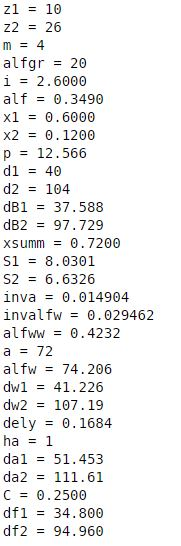 z1 = 10
z2 = 26
m = 4
alfgr = 20
i = 2.6000
alf = 0.3490
x1 = 0.6000
x2 = 0.1200
p = 12.566
d1 = 40
d2 = 104
dB1 = 37.588
dB2 = 97.729
xsumm = 0.7200
S1 = 8.0301
S2 = 6.6326
inva = 0.014904
invalfw = 0.029462
alfww = 0.4232
a = 72
alfw = 74.206
dw1 = 41.226
dw2 = 107.19
dely = 0.1684
ha = 1
da1 = 51.453
da2 = 111.61
C = 0.2500
df1 = 34.800
df2 = 94.960